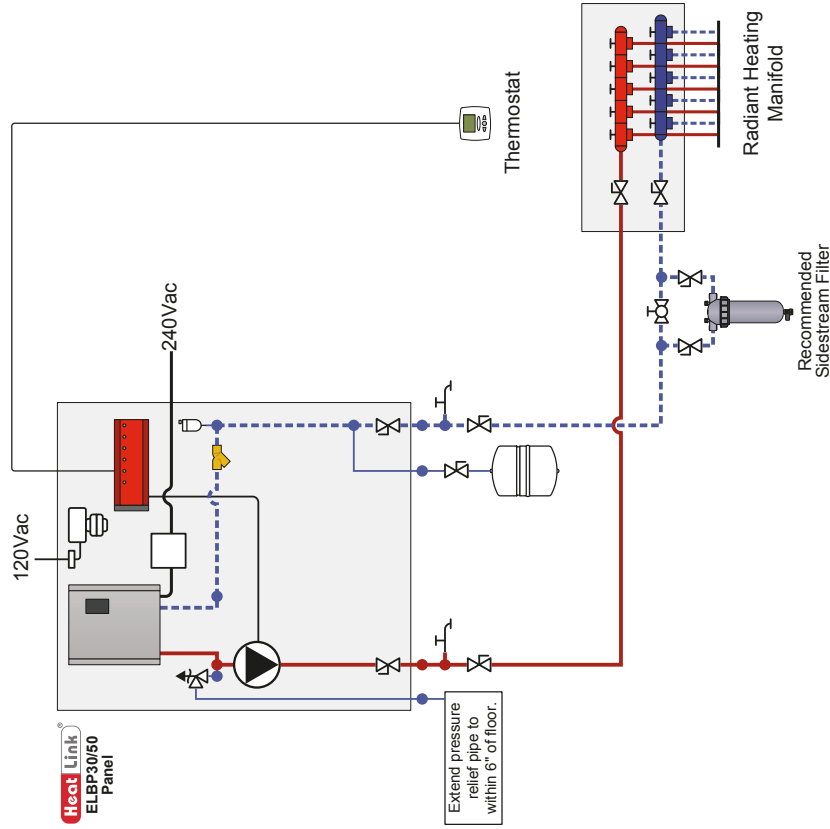 Heat Link®
ELBP30/50
Panel
120Vac
240Vac
Thermostat
Radiant Heating
Manifold
Recommended
Sidestream Filter
Extend pressure
relief pipe to
within 6" of floor.